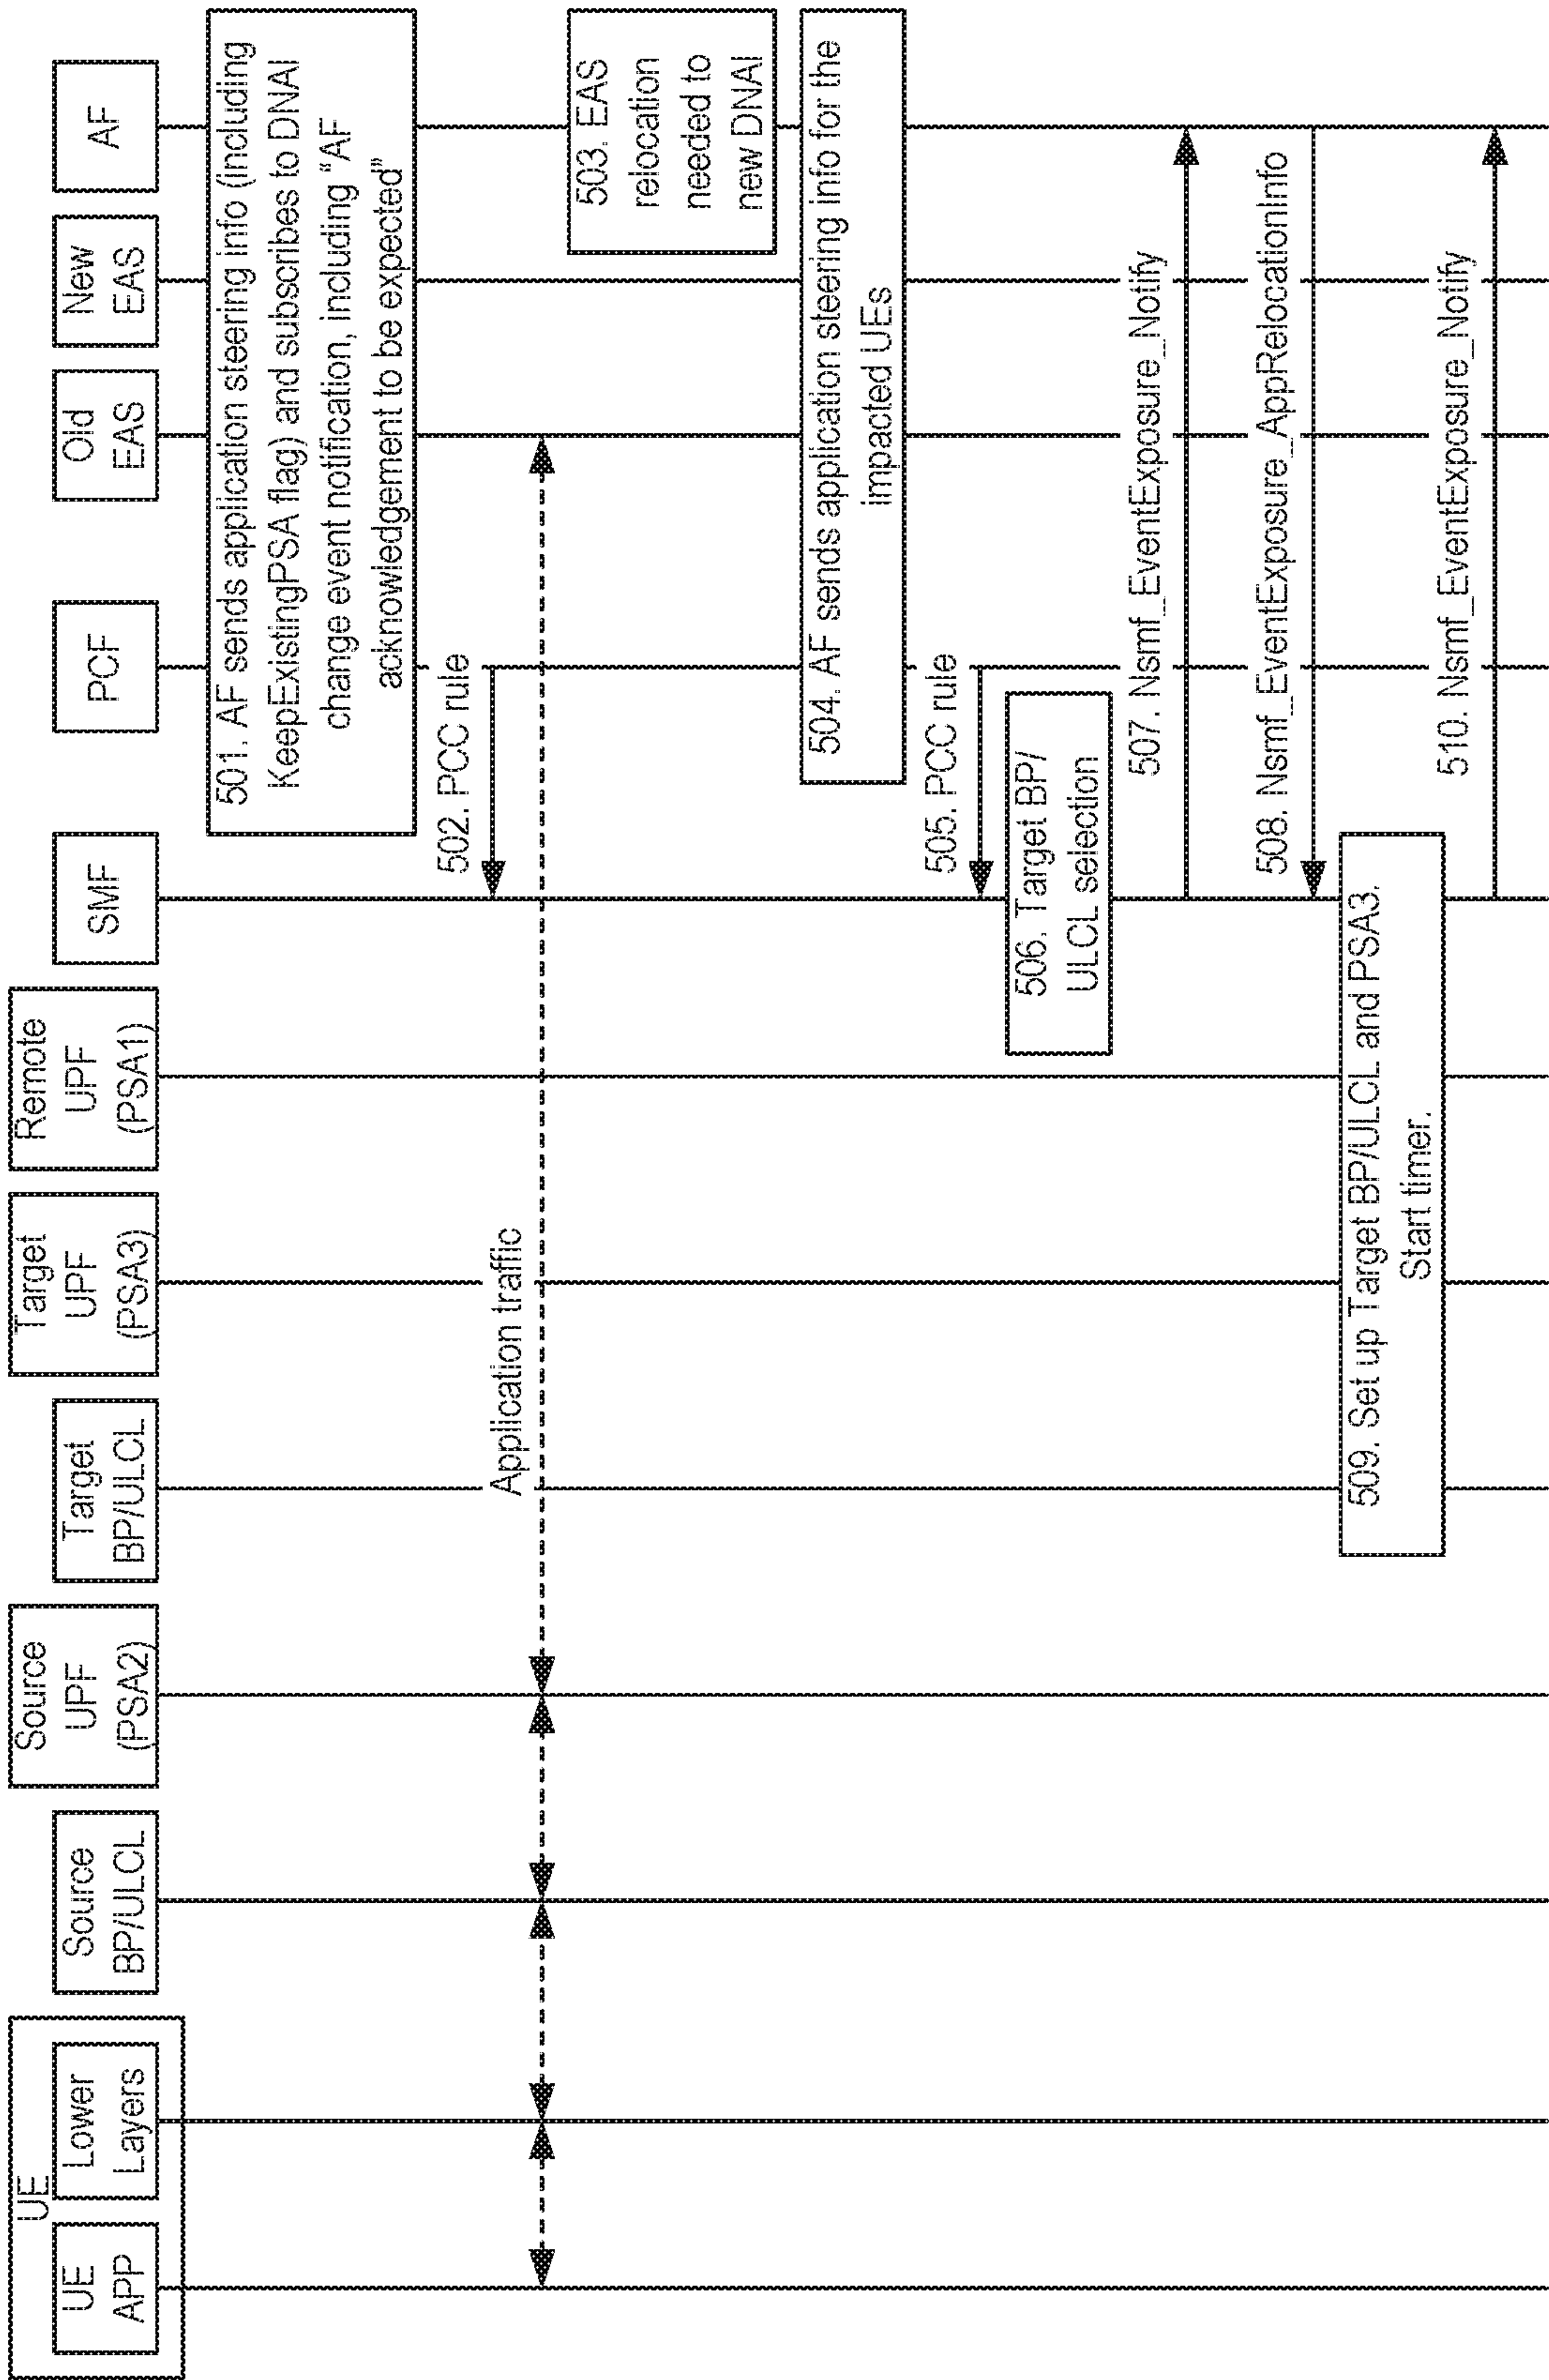 UE
UE
APP
Lower
Layers
Source
BP/ULCL
Source
UPF
(PSA2)
Target
BP/ULCL
Target
UPF
(PSA3)
Remote
UPF
(PSA1)
SMF
PCF
Old
EAS
New
EAS
AF
501. AF sends application steering info (including
KeepExistingPSA flag) and subscribes to DNAI
change event notification, including "AF
acknowledgement to be expected"
502. PCC rule
Application traffic
503. EAS
relocation
needed to
new DNAI
504. AF sends application steering info for the
impacted UEs
505. PCC rule
506. Target BP/
ULCL selection
507. Nsmf_EventExposure_Notify
508. Nsmf_EventExposure_AppRelocationInfo
509. Set up Target BP/ULCL and PSA3.
Start timer.
510. Nsmf_EventExposure_Notify